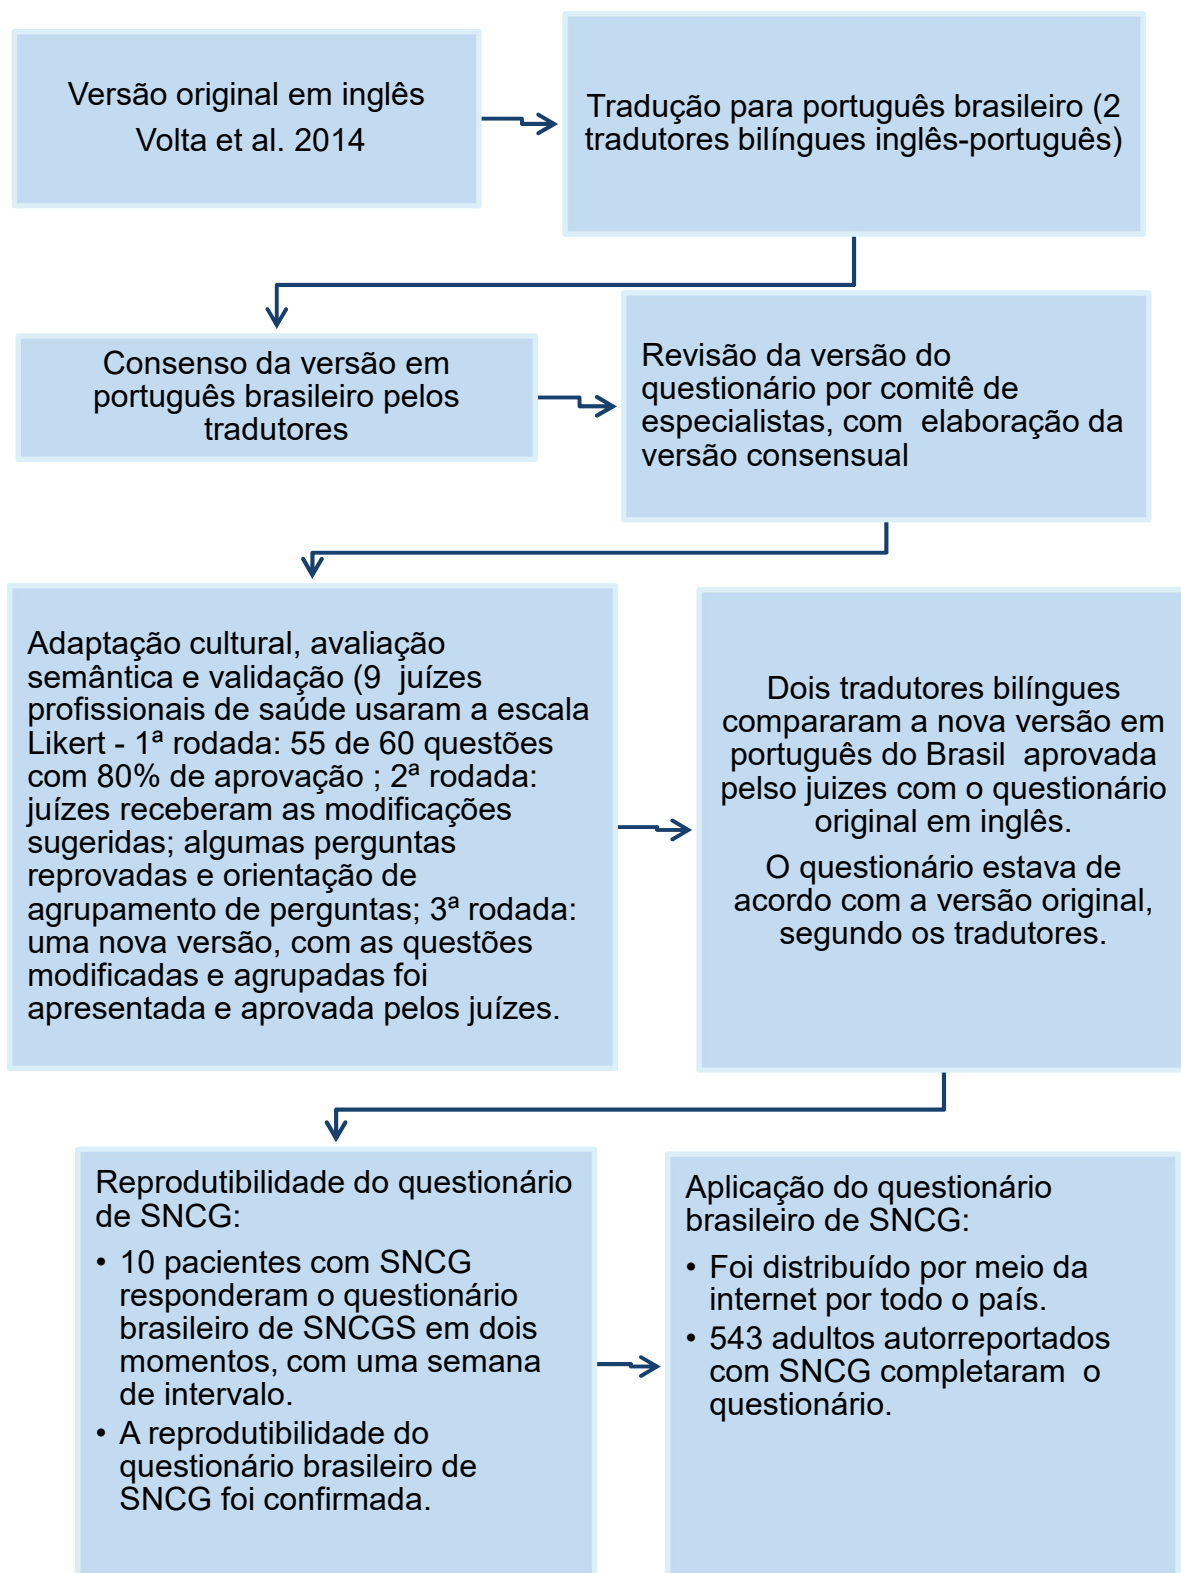 Versão original em inglês
Volta et al. 2014
Tradução para português brasileiro (2
tradutores bilíngues inglês-português)
Consenso da versão em
português brasileiro pelos
tradutores
Revisão da versão do
questionário por comitê de
especialistas, com elaboração da
versão consensual
Adaptação cultural, avaliação
semântica e validação (9 juízes
profissionais de saúde usaram a escala
Likert - 1ª rodada: 55 de 60 questões
com 80% de aprovação ; 2ª rodada:
juízes receberam as modificações
sugeridas; algumas perguntas
reprovadas e orientação de
agrupamento de perguntas; 3ª rodada:
uma nova versão, com as questões
modificadas e agrupadas foi
apresentada e aprovada pelos juízes.
Dois tradutores bilíngues
compararam a nova versão em
português do Brasil aprovada
pelso juizes com o questionário
original em inglês.
O questionário estava de
acordo com a versão original,
segundo os tradutores.
Reprodutibilidade do questionário
de SNCG:
• 10 pacientes com SNCG
responderam o questionário
brasileiro de SNCGS em dois
momentos, com uma semana
de intervalo.
• A reprodutibilidade do
questionário brasileiro de
SNCG foi confirmada.
Aplicação do questionário
brasileiro de SNCG:
• Foi distribuído por meio da
internet por todo o país.
• 543 adultos autorreportados
com SNCG completaram o
questionário.